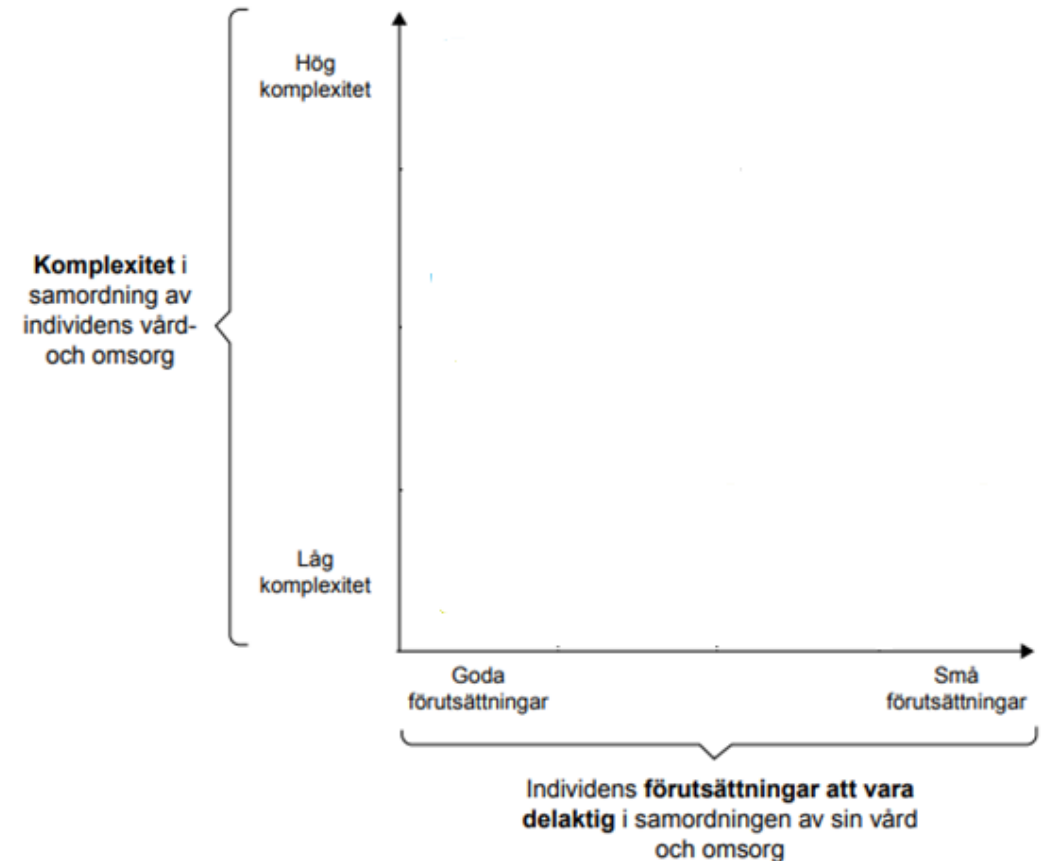 Hög
komplexitet
Komplexitet i
samordning av
individens vård-
och omsorg
Låg
komplexitet
Goda
förutsättningar
Små
förutsättningar
Individens förutsättningar att vara
delaktig i samordningen av sin vård
och omsorg